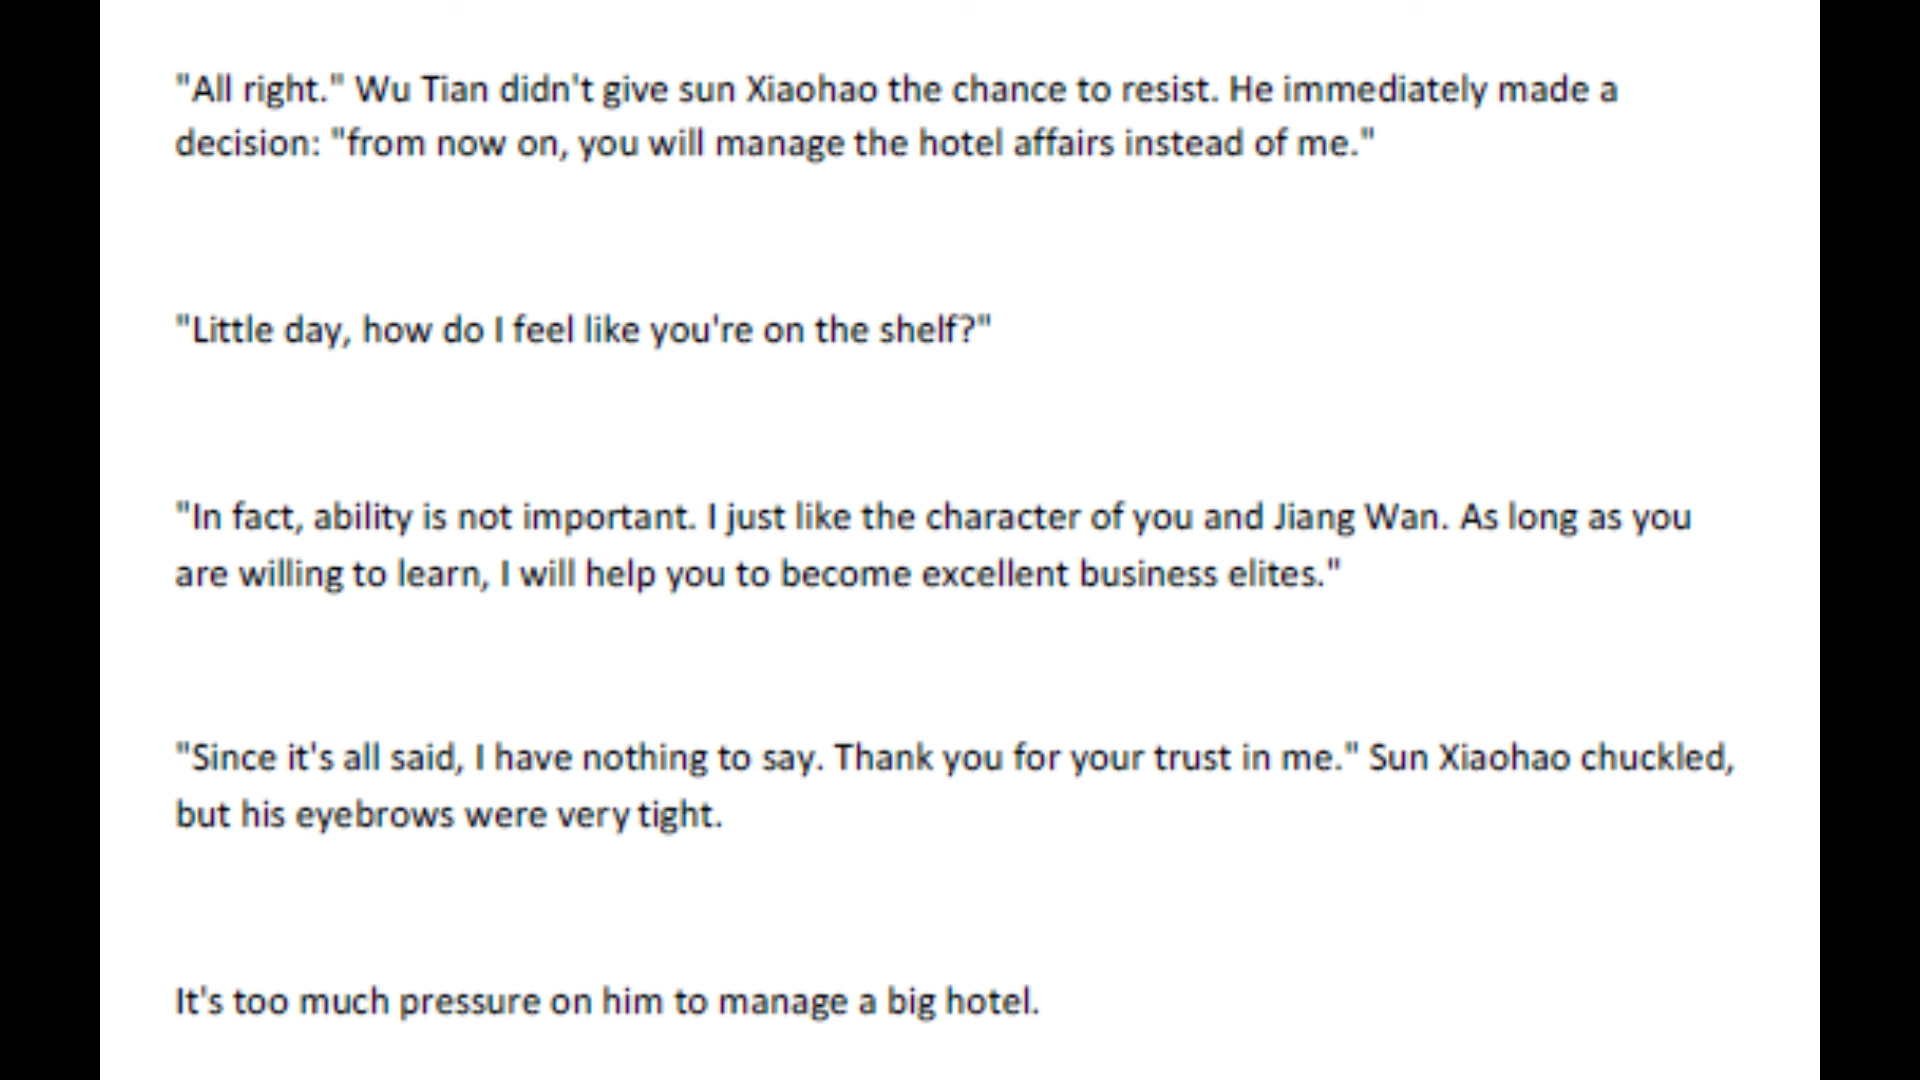 "All right." Wu Tian didn't give sun Xiaohao the chance to resist. He immediately made a
decision: "from now on, you will manage the hotel affairs instead of me."
"Little day, how do I feel like you're on the shelf?"
"In fact, ability is not important. I just like the character of you and Jiang Wan. As long as you
are willing to learn, I will help you to become excellent business elites."
"Since it's all said, I have nothing to say. Thank you for your trust in me." Sun Xiaohao chuckled,
but his eyebrows were very tight.
It's too much pressure on him to manage a big hotel.